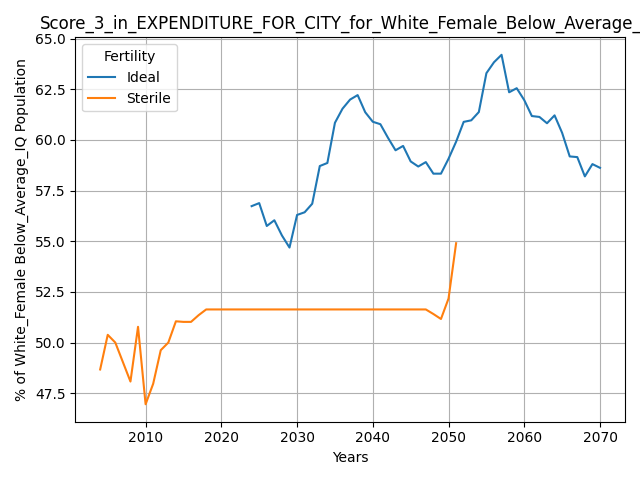 Score_3_in_EXPENDITURE_FOR_CITY_for_White_Female_Below_Average_
65.0
62.5
60.0
57.5
55.0
52.5
50.0
47.5
% of White_Female Below_Average_IQ Population
Fertility
Ideal
Sterile
2010 2020 2030 2040 2050 2060 2070
Years